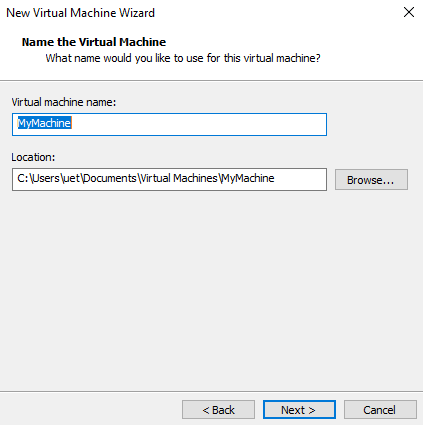 New Virtual Machine Wizard
Name the Virtual Machine
What name would you like to use for this virtual machine?
Virtual machine name:
MyMachine
Location:
C:\Users\uet\Documents\Virtual Machines\MyMachine
Browse...
< Back
Next >
Cancel